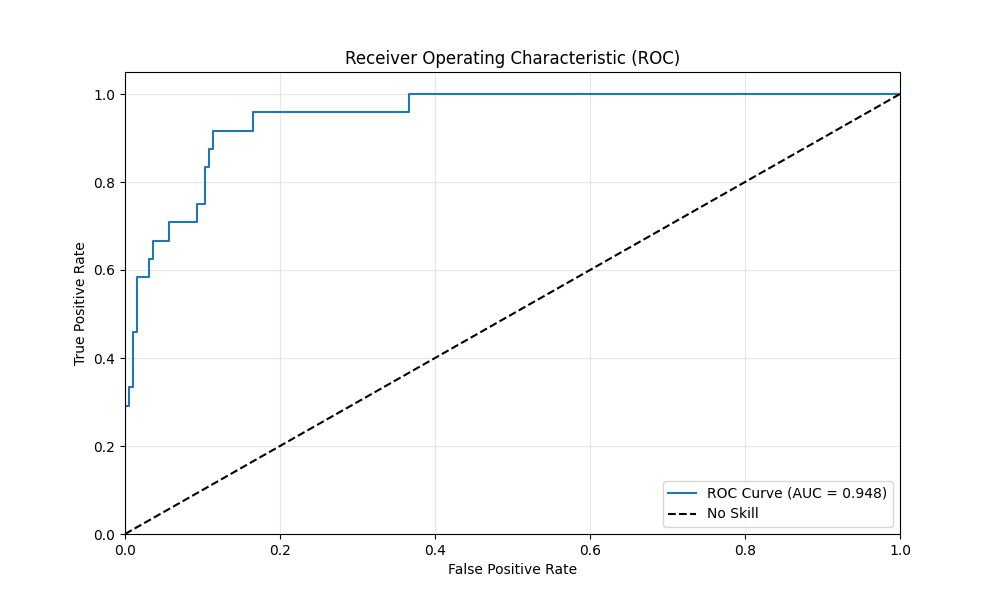 Receiver Operating Characteristic (ROC)
1.0
0.8
0.6
0.4
0.2
0.0
True Positive Rate
ROC Curve (AUC = 0.948)
No Skill
0.0 0.2 0.4 0.6 0.8 1.0
False Positive Rate